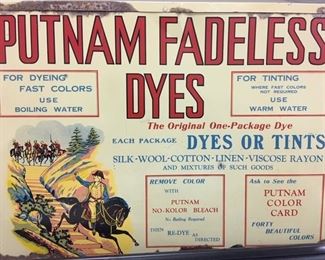 PUTNAM FADELESS
DYES
FOR DYEING
FAST COLORS
USE
BOILING WATER
FOR TINTING
WHERE FAST COLORS
NOT REQUIRED
USE
WARM WATER
The Original One-Package Dye
EACH PACKAGE DYES OR TINTS
SILK-WOOL-COTTON-LINEN-VISCOSE RAYON
AND MIXTURES OF SUCH GOODS
REMOVE COLOR
WITH
PUTNAM
NO-KOLOR BLEACH
No Boiling Required
THEN RE-DYE AS DIRECTED
Ask to See the
PUTNAM
COLOR
CARD
FORTY
BEAUTIFUL
COLORS